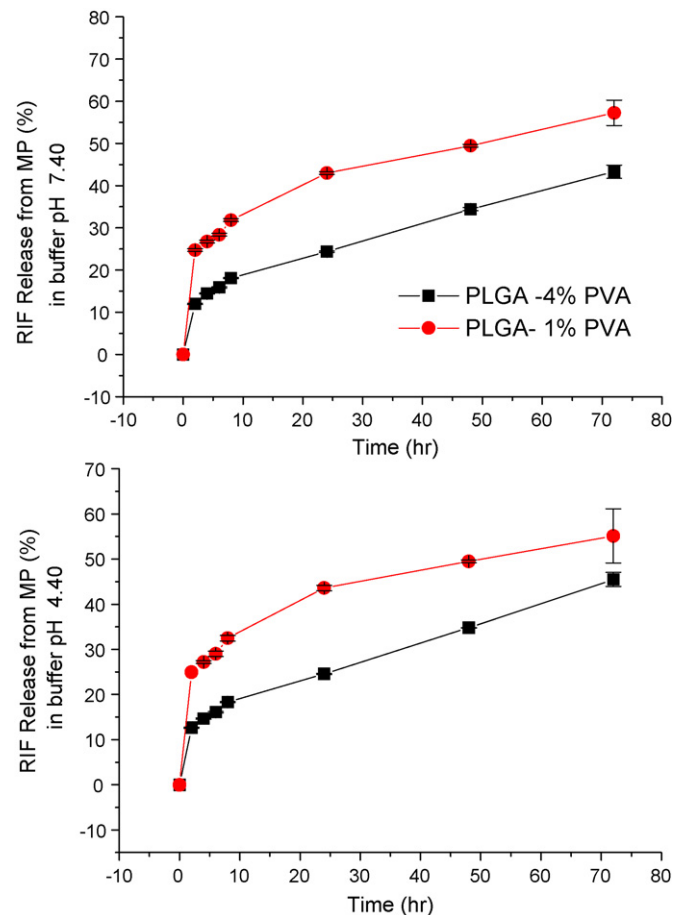 80
70
60
50
40
30
20
10
0
-10
RIF Release from MP (%)
in buffer pH 7.40
PLGA -4% PVA
PLGA- 1% PVA
-10 0 10 20 30 40 50 60 70 80
Time (hr)
70
60
50
40
30
20
10
0
-10
RIF Release from MP (%)
in buffer pH 4.40
-10 0 10 20 30 40 50 60 70 80
Time (hr)